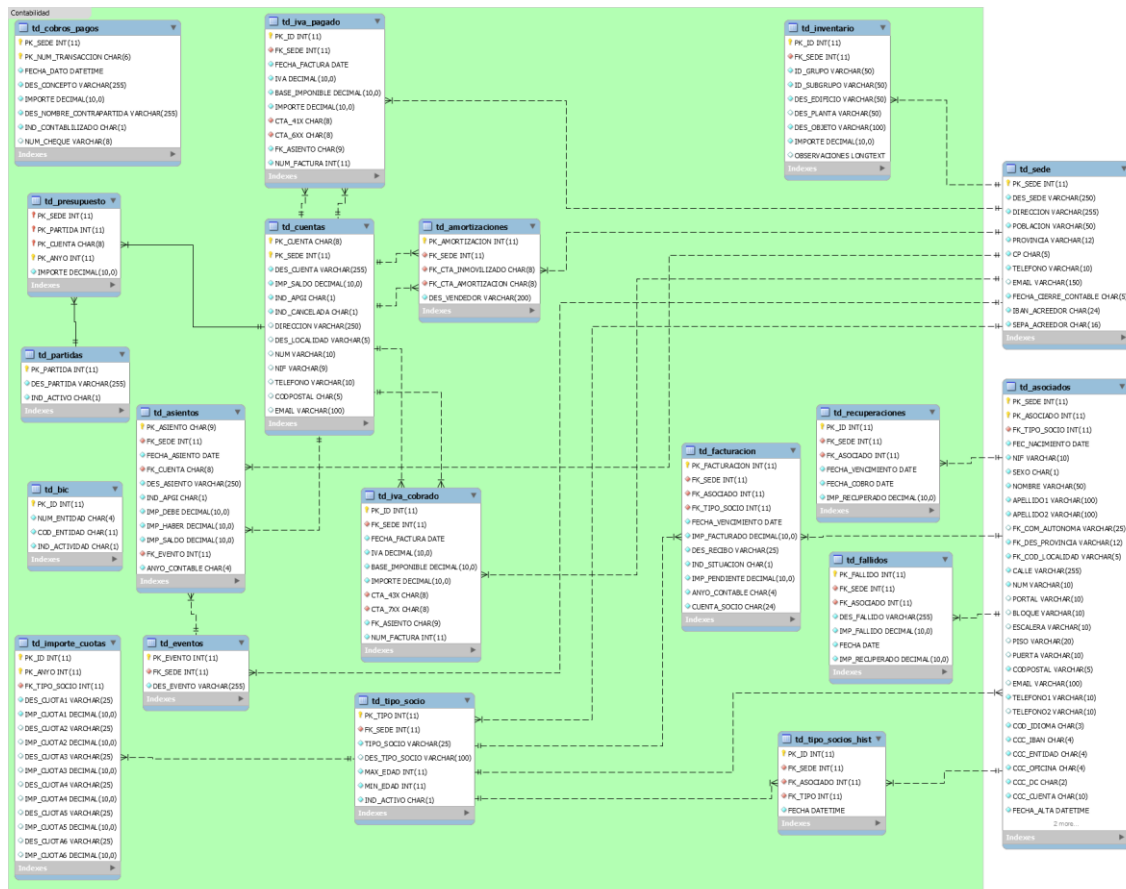 Contabilidad
td_cobros_pagos
PK_SEDE INT(11)
PK_NUM_TRANSACCION CHAR(6)
FECHA_DATO DATETIME
DES_CONCEPTO VARCHAR(255)
IMPORTE DECIMAL(10,0)
DES_NOMBRE_CONTRAPARTIDA VARCHAR(255)
IND_CONTABILIZADO CHAR(1)
NUM_CHEQUE VARCHAR(8)
Indexes
td_iva_pagado
PK_ID INT(11)
FK_SEDE INT(11)
FECHA_FACTURA DATE
IVA DECIMAL(10,0)
BASE_IMPONIBLE DECIMAL(10,0)
IMPORTE DECIMAL(10,0)
CTA_41X CHAR(8)
CTA_6XX CHAR(8)
FK_ASIENTO CHAR(9)
NUM_FACTURA INT(11)
Indexes
td_inventario
PK_ID INT(11)
FK_SEDE INT(11)
ID_GRUPO VARCHAR(50)
ID_SUBGRUPO VARCHAR(50)
DES_EDIFICIO VARCHAR(50)
DES_PLANTA VARCHAR(50)
DES_OBJETO VARCHAR(100)
IMPORTE DECIMAL(10,0)
OBSERVACIONES LONGTEXT
Indexes
td_sede
PK_SEDE INT(11)
DES_SEDE VARCHAR(250)
DIRECCION VARCHAR(255)
POBLACION VARCHAR(50)
PROVINCIA VARCHAR(12)
CP CHAR(5)
TELEFONO VARCHAR(10)
EMAIL VARCHAR(150)
FECHA_CIERRE_CONTABLE CHAR(5)
IBAN_ACREEDOR CHAR(24)
SEPA_ACREEDOR CHAR(16)
Indexes
td_presupuesto
PK_SEDE INT(11)
PK_PARTIDA INT(11)
PK_CUENTA CHAR(8)
PK_ANYO INT(11)
IMPORTE DECIMAL(10,0)
Indexes
td_cuentas
PK_CUENTA CHAR(8)
PK_SEDE INT(11)
DES_CUENTA VARCHAR(255)
IMP_SALDO DECIMAL(10,0)
IND_APGI CHAR(1)
IND_CANCELADA CHAR(1)
DIRECCION VARCHAR(250)
DES_LOCALIDAD VARCHAR(5)
NUM VARCHAR(10)
NIF VARCHAR(9)
TELEFONO VARCHAR(10)
CODPOSTAL CHAR(5)
EMAIL VARCHAR(100)
Indexes
td_amortizaciones
PK_AMORTIZACION INT(11)
FK_SEDE INT(11)
FK_CTA_INMOVILIZADO CHAR(8)
FK_CTA_AMORTIZACION CHAR(8)
DES_VENDEDOR VARCHAR(200)
Indexes
td_partidas
PK_PARTIDA INT(11)
DES_PARTIDA VARCHAR(255)
IND_ACTIVO CHAR(1)
Indexes
td_asientos
PK_ASIENTO CHAR(9)
FK_SEDE INT(11)
FECHA_ASIENTO DATE
FK_CUENTA CHAR(8)
DES_ASIENTO VARCHAR(250)
IND_APGI CHAR(1)
IMP_DEBE DECIMAL(10,0)
IMP_HABER DECIMAL(10,0)
IMP_SALDO DECIMAL(10,0)
FK_EVENTO INT(11)
ANYO_CONTABLE CHAR(4)
Indexes
td_bic
PK_ID INT(11)
NUM_ENTIDAD CHAR(4)
COD_ENTIDAD CHAR(11)
IND_ACTIVIDAD CHAR(1)
Indexes
td_iva_cobrado
PK_ID INT(11)
FK_SEDE INT(11)
FECHA_FACTURA DATE
IVA DECIMAL(10,0)
BASE_IMPONIBLE DECIMAL(10,0)
IMPORTE DECIMAL(10,0)
CTA_43X CHAR(8)
CTA_7XX CHAR(8)
FK_ASIENTO CHAR(9)
NUM_FACTURA INT(11)
Indexes
td_facturacion
PK_FACTURACION INT(11)
FK_SEDE INT(11)
FK_ASOCIADO INT(11)
FK_TIPO_SOCIO INT(11)
FECHA_VENCIMIENTO DATE
IMP_FACTURADO DECIMAL(10,0)
DES_RECIBO VARCHAR(25)
IND_SITUACION CHAR(1)
IMP_PENDIENTE DECIMAL(10,0)
ANYO_CONTABLE CHAR(4)
CUENTA_SOCIO CHAR(24)
Indexes
td_recuperaciones
PK_ID INT(11)
FK_SEDE INT(11)
FK_ASOCIADO INT(11)
FECHA_VENCIMIENTO DATE
FECHA_COBRO DATE
IMP_RECUPERADO DECIMAL(10,0)
Indexes
td_fallidos
PK_FALLIDO INT(11)
FK_SEDE INT(11)
FK_ASOCIADO INT(11)
DES_FALLIDO VARCHAR(255)
IMP_FALLIDO DECIMAL(10,0)
FECHA DATE
IMP_RECUPERADO DECIMAL(10,0)
Indexes
td_asociados
PK_SEDE INT(11)
PK_ASOCIADO INT(11)
FK_TIPO_SOCIO INT(11)
FEC_NACIMIENTO DATE
NIF VARCHAR(10)
SEXO CHAR(1)
NOMBRE VARCHAR(50)
APELLIDO1 VARCHAR(100)
APELLIDO2 VARCHAR(100)
FK_COM_AUTONOMA VARCHAR(25)
FK_DES_PROVINCIA VARCHAR(12)
FK_COD_LOCALIDAD VARCHAR(5)
CALLE VARCHAR(255)
NUM VARCHAR(10)
PORTAL VARCHAR(10)
BLOQUE VARCHAR(10)
ESCALERA VARCHAR(10)
PISO VARCHAR(20)
PUERTA VARCHAR(10)
CODPOSTAL VARCHAR(5)
EMAIL VARCHAR(100)
TELEFONO1 VARCHAR(10)
TELEFONO2 VARCHAR(10)
COD_IDIOMA CHAR(3)
CCC_IBAN CHAR(4)
CCC_ENTIDAD CHAR(4)
CCC_OFICINA CHAR(4)
CCC_DC CHAR(2)
CCC_CUENTA CHAR(10)
FECHA_ALTA DATETIME
2 more...
Indexes
td_importe_cuotas
PK_ID INT(11)
PK_ANYO INT(11)
FK_TIPO_SOCIO INT(11)
DES_CUOTA1 VARCHAR(25)
IMP_CUOTA1 DECIMAL(10,0)
DES_CUOTA2 VARCHAR(25)
IMP_CUOTA2 DECIMAL(10,0)
DES_CUOTA3 VARCHAR(25)
IMP_CUOTA3 DECIMAL(10,0)
DES_CUOTA4 VARCHAR(25)
IMP_CUOTA4 DECIMAL(10,0)
DES_CUOTA5 VARCHAR(25)
IMP_CUOTA5 DECIMAL(10,0)
DES_CUOTA6 VARCHAR(25)
IMP_CUOTA6 DECIMAL(10,0)
Indexes
td_eventos
PK_EVENTO INT(11)
FK_SEDE INT(11)
DES_EVENTO VARCHAR(255)
Indexes
td_tipo_socio
PK_TIPO INT(11)
FK_SEDE INT(11)
TIPO_SOCIO VARCHAR(25)
DES_TIPO_SOCIO VARCHAR(100)
MAX_EDAD INT(11)
MIN_EDAD INT(11)
IND_ACTIVO CHAR(1)
Indexes
td_tipo_socios_hist
PK_ID INT(11)
FK_SEDE INT(11)
FK_ASOCIADO INT(11)
FK_TIPO INT(11)
FECHA DATETIME
Indexes